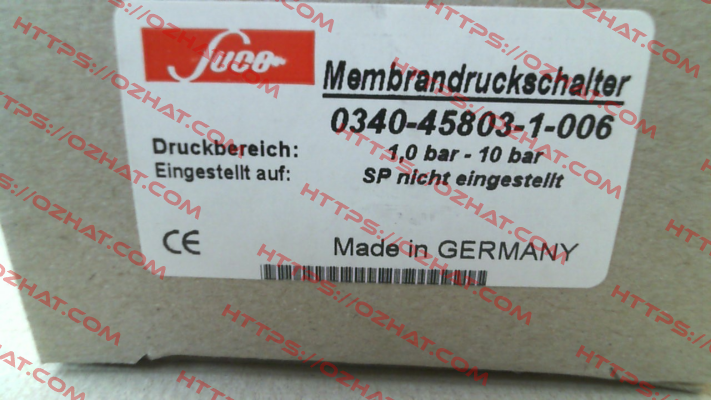 Suco
Membrandruckschalter
0340-45803-1-006
Druckbereich: 1,0 bar - 10 bar
Eingestellt auf: SP nicht eingestellt
CE Made in GERMANY
HTTPS://OZHAT.COM